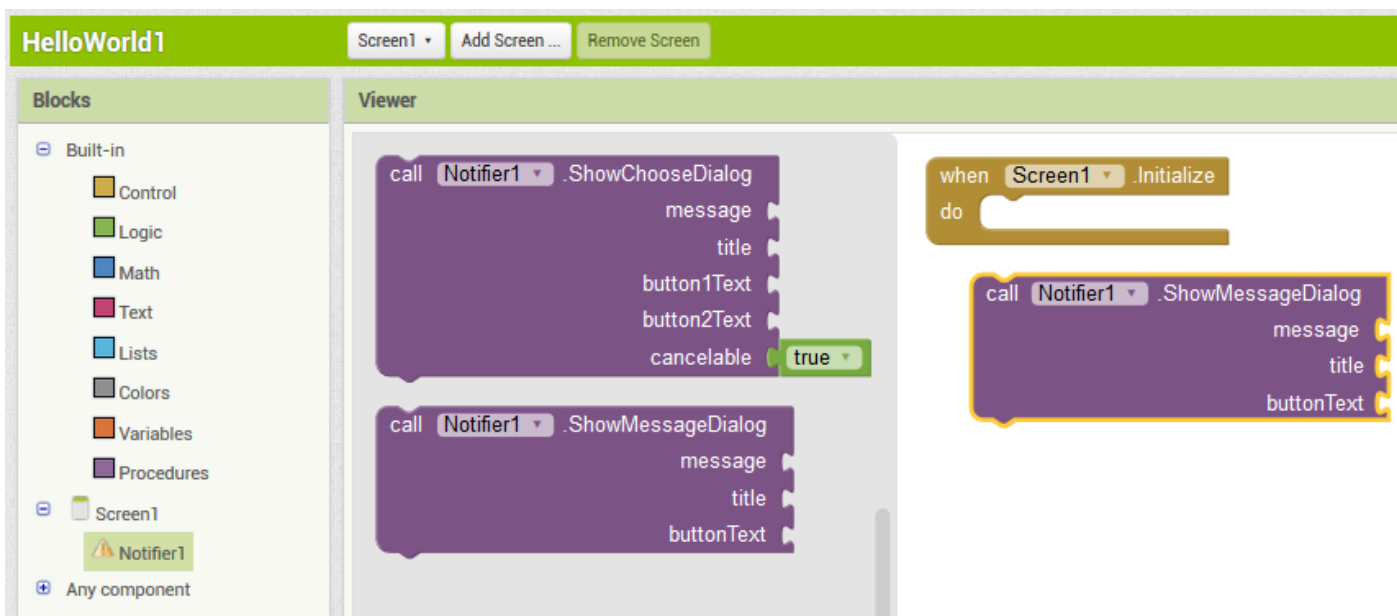 HelloWorld1
Screen1 Add Screen ... Remove Screen
Blocks
Built-in
Control
Logic
Math
Text
Lists
Colors
Variables
Procedures
Screen1
Notifier1
Any component
Viewer
call Notifier1 .ShowChooseDialog
message
title
button1Text
button2Text
cancelable true
call Notifier1 .ShowMessageDialog
message
title
buttonText
when Screen1 .Initialize
do
call Notifier1 .ShowMessageDialog
message
title
buttonText